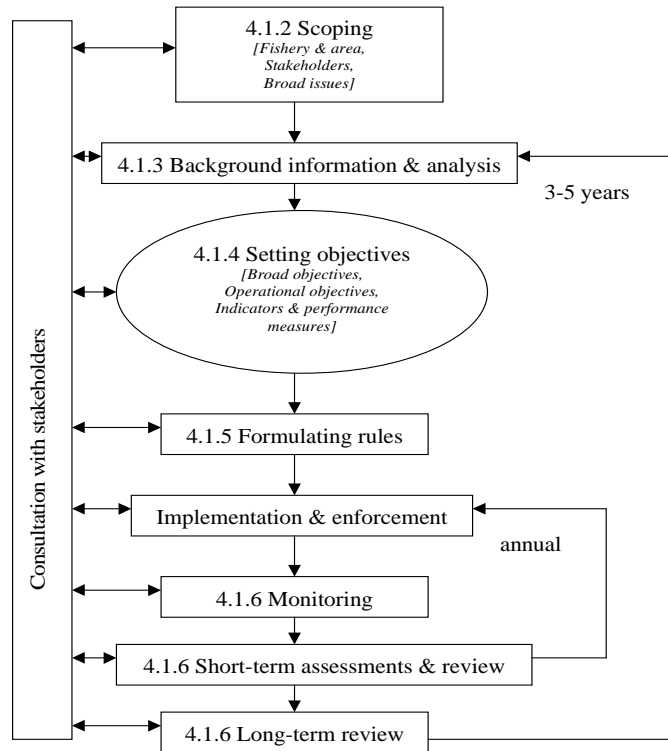 4.1.2 Scoping
[Fishery & area,
Stakeholders,
Broad issues]
4.1.3 Background information & analysis
3-5 years
4.1.4 Setting objectives
[Broad objectives,
Operational objectives,
Indicators & performance
measures]
Consultation with stakeholders
4.1.5 Formulating rules
Implementation & enforcement
annual
4.1.6 Monitoring
4.1.6 Short-term assessments & review
4.1.6 Long-term review